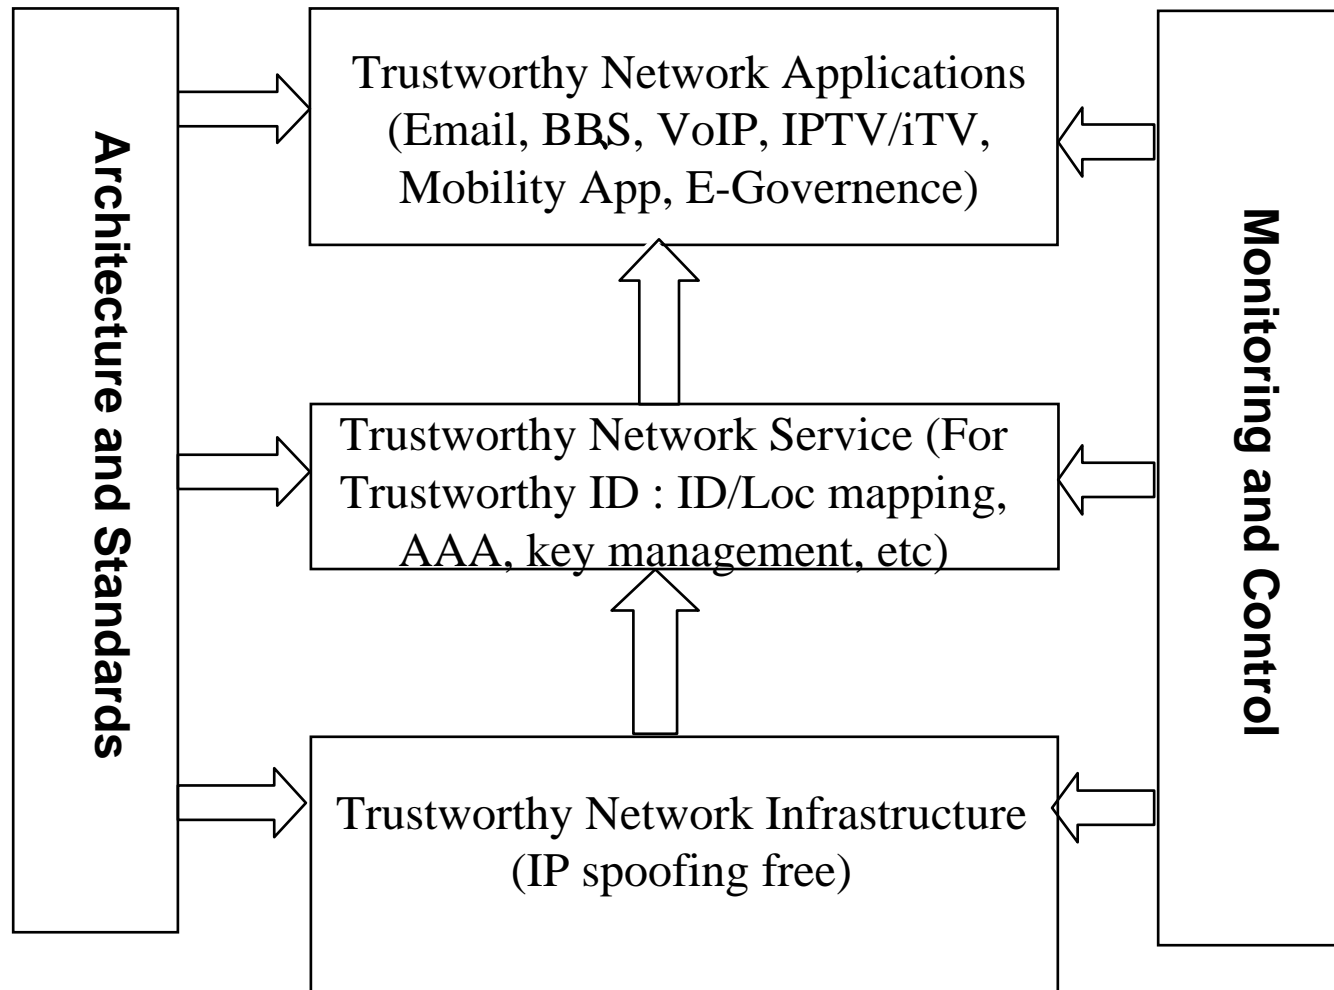 Architecture and Standards
Trustworthy Network Applications
(Email, BBS, VoIP, IPTV/iTV,
Mobility App, E-Governence)
Trustworthy Network Service (For
Trustworthy ID : ID/Loc mapping,
AAA, key management, etc)
Trustworthy Network Infrastructure
(IP spoofing free)
Monitoring and Control